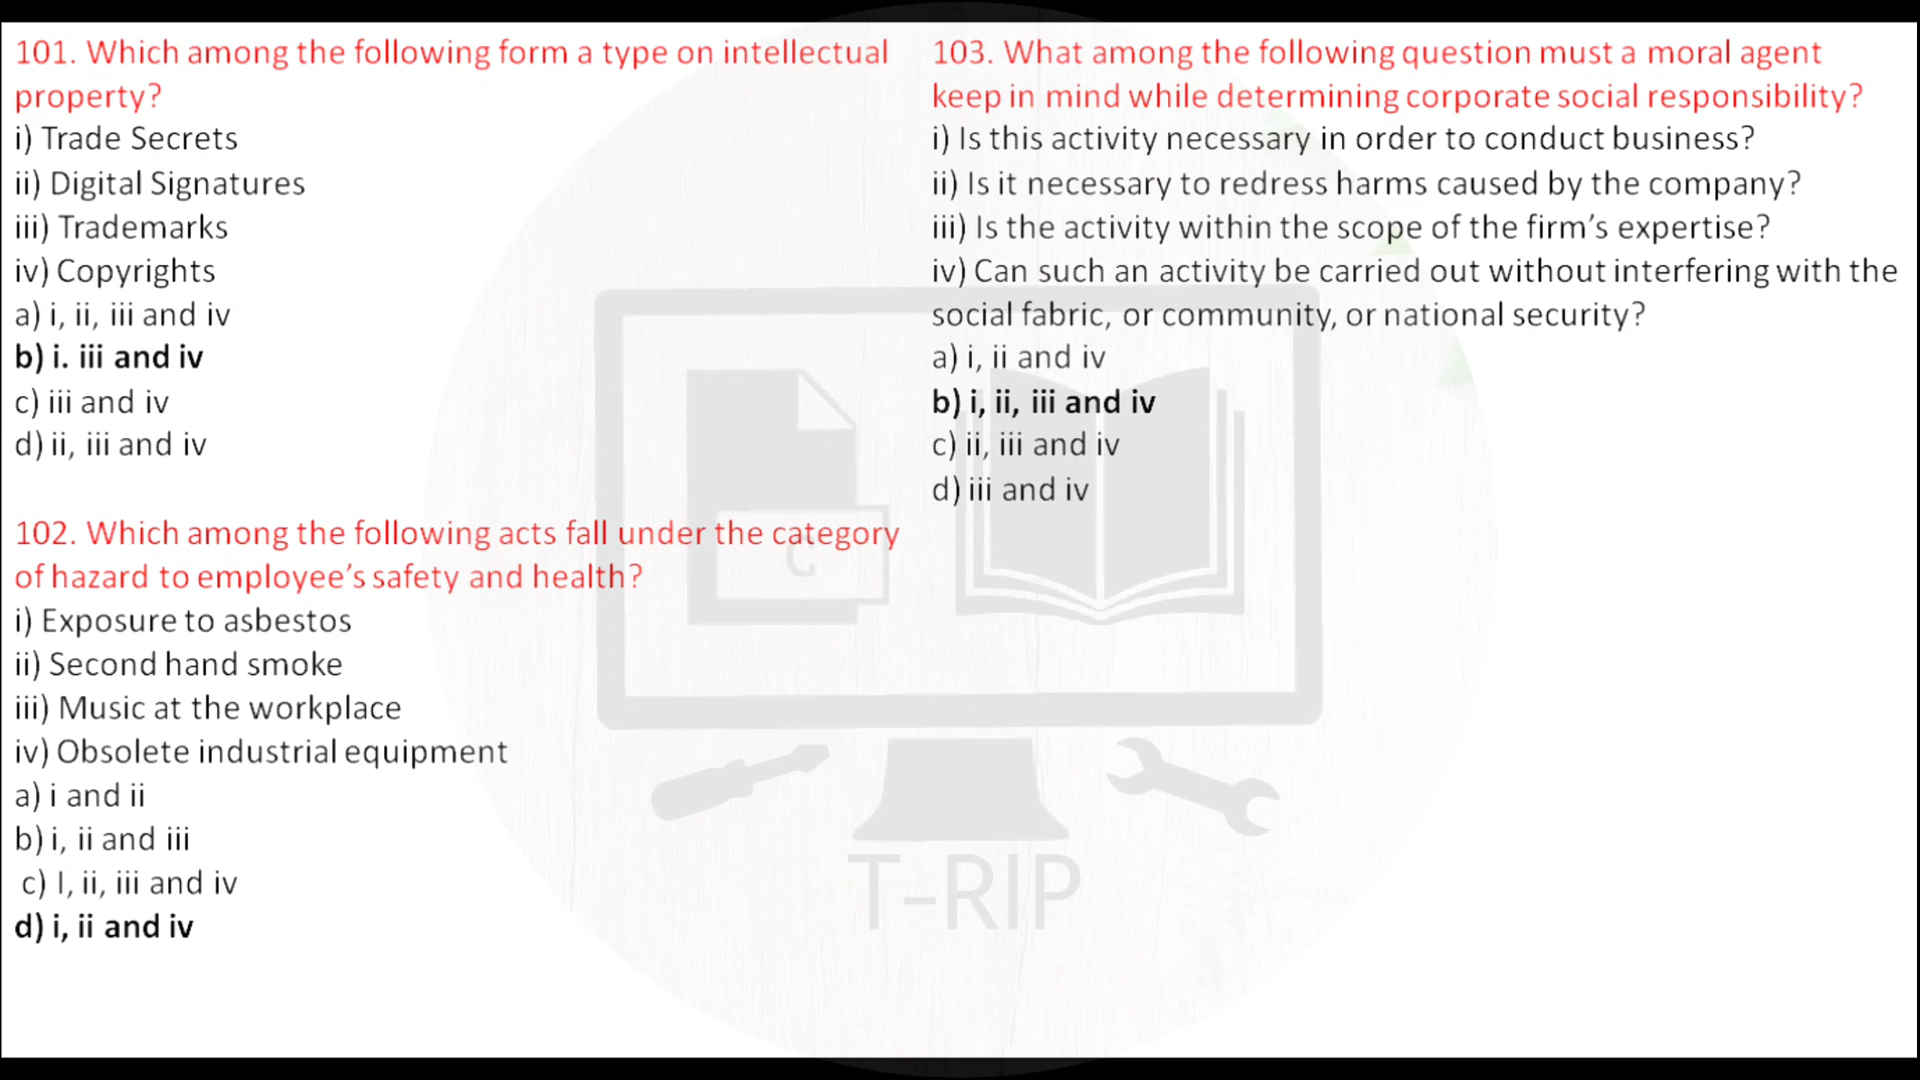 101. Which among the following form a type on intellectual
property?
i) Trade Secrets
ii) Digital Signatures
iii) Trademarks
iv) Copyrights
a) i, ii, iii and iv
b) i. iii and iv
c) iii and iv
d) ii, iii and iv
102. Which among the following acts fall under the category
of hazard to employee’s safety and health?
i) Exposure to asbestos
ii) Second hand smoke
iii) Music at the workplace
iv) Obsolete industrial equipment
a) i and ii
b) i, ii and iii
c) I, ii, iii and iv
d) i, ii and iv
103. What among the following question must a moral agent
keep in mind while determining corporate social responsibility?
i) Is this activity necessary in order to conduct business?
ii) Is it necessary to redress harms caused by the company?
iii) Is the activity within the scope of the firm’s expertise?
iv) Can such an activity be carried out without interfering with the
social fabric, or community, or national security?
a) i, ii and iv
b) i, ii, iii and iv
c) ii, iii and iv
d) iii and iv
C
T-RIP